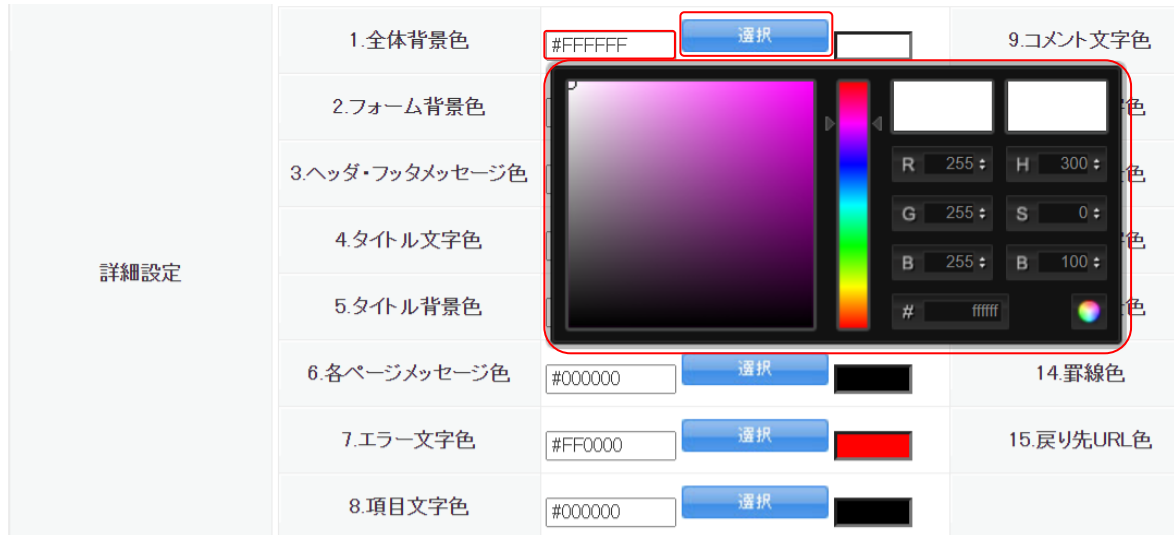 1.全体背景色 #FFFFFF 選択 9.コメント文字色
2.フォーム背景色 色
R 255 H 300
3.ヘッダ・フッタメッセージ色 色
G 255 S 0
4.タイトル文字色 色
B 255 B 100
詳細設定
5.タイトル背景色 # ffffff 色
6.各ページメッセージ色 #000000 選択 14.罫線色
7.エラー文字色 #FF0000 選択 15.戻り先URL色
8.項目文字色 #000000 選択